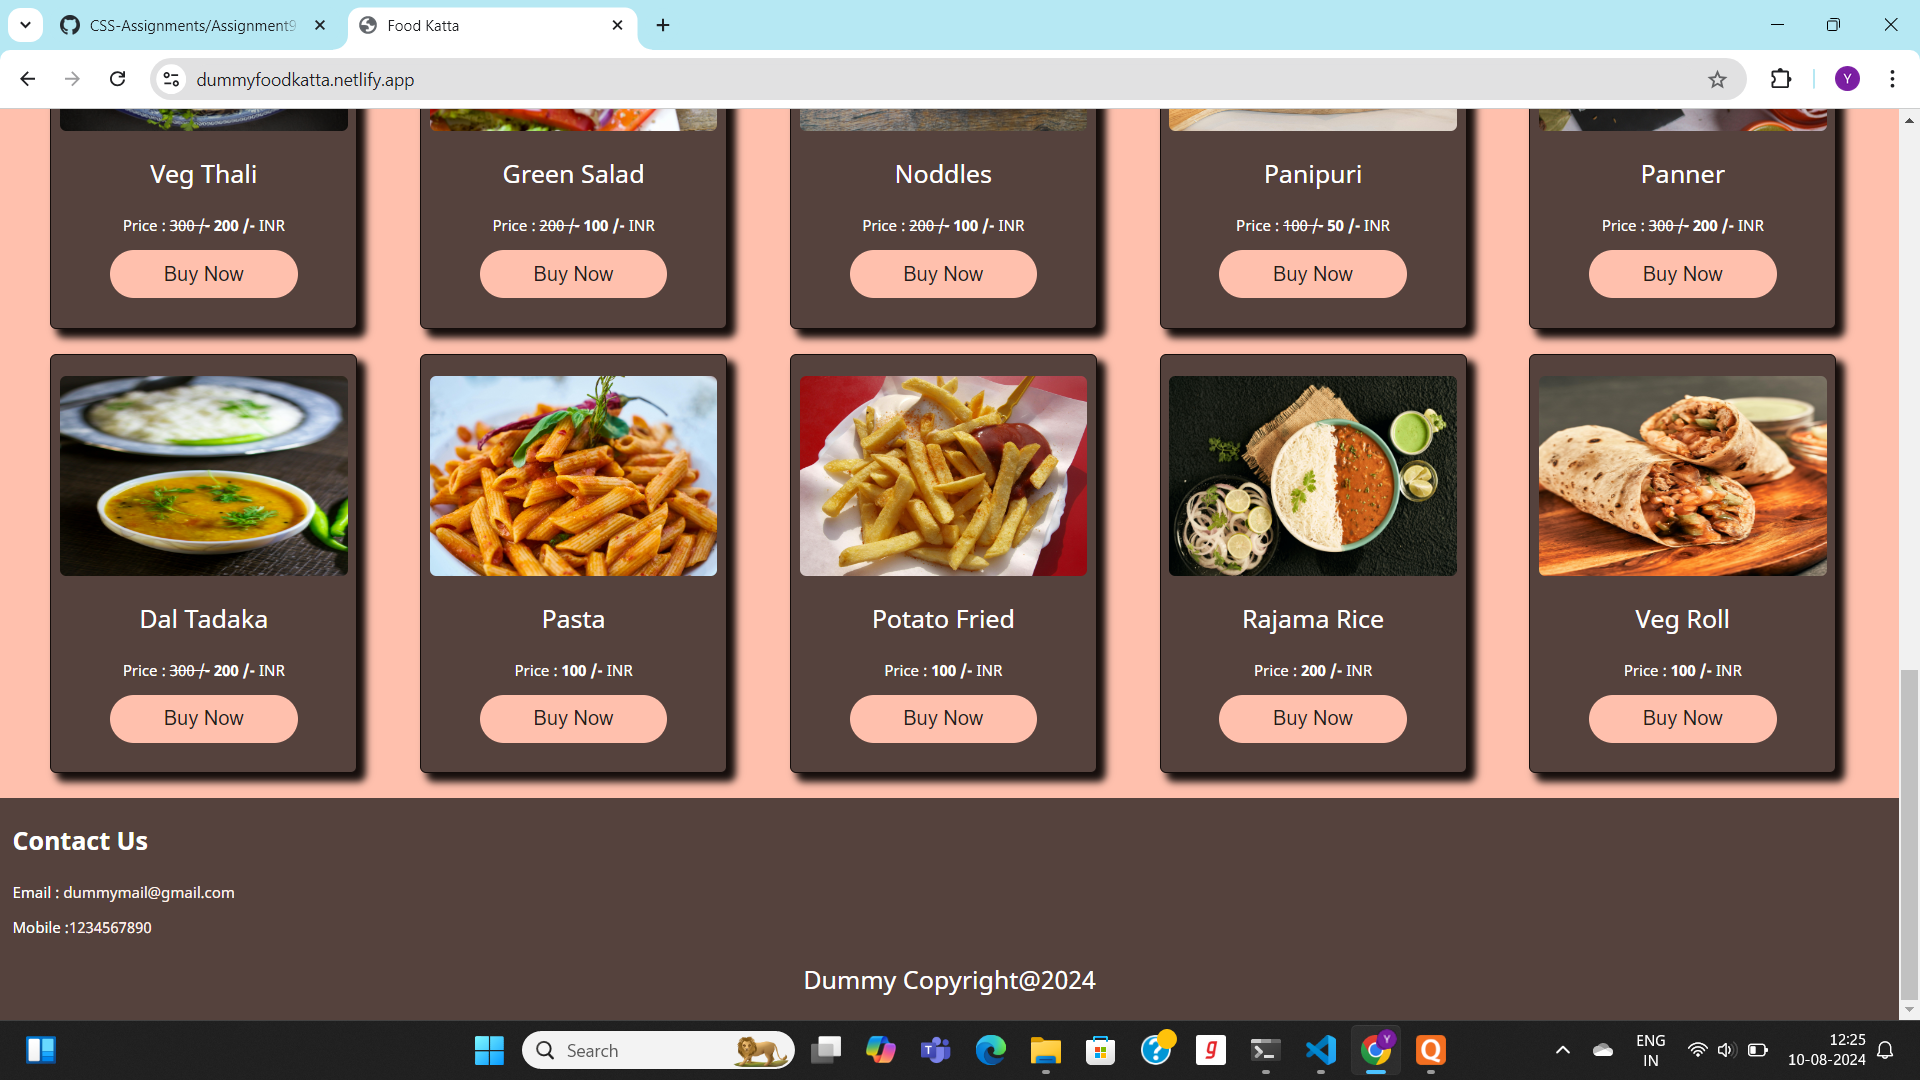 CSS-Assignments/Assignment9
Food Katta
dummyfoodkatta.netlify.app
Y
Veg Thali
Green Salad
Noddles
Panipuri
Panner
Price : 300 /- 200 /- INR
Price : 200 /- 100 /- INR
Price : 200 /- 100 /- INR
Price : 100 /- 50 /- INR
Price : 300 /- 200 /- INR
Buy Now
Buy Now
Buy Now
Buy Now
Buy Now
Dal Tadaka
Pasta
Potato Fried
Rajama Rice
Veg Roll
Price : 300 /- 200 /- INR
Price : 100 /- INR
Price : 100 /- INR
Price : 200 /- INR
Price : 100 /- INR
Buy Now
Buy Now
Buy Now
Buy Now
Buy Now
Contact Us
Email : dummymail@gmail.com
Mobile :1234567890
Dummy Copyright@2024
Search
T
?
g
Y
Q
ENG
IN
12:25
10-08-2024